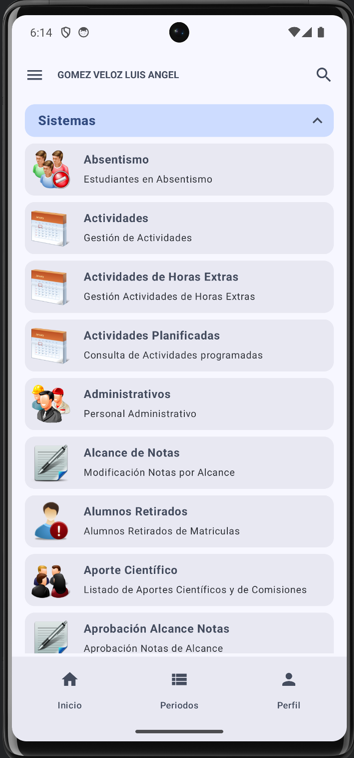 6:14
GOMEZ VELOZ LUIS ANGEL
Sistemas
Absentismo
Estudiantes en Absentismo
Actividades
Gestión de Actividades
Actividades de Horas Extras
Gestión Actividades de Horas Extras
Actividades Planificadas
Consulta de Actividades programadas
Administrativos
Personal Administrativo
Alcance de Notas
Modificación Notas por Alcance
Alumnos Retirados
Alumnos Retirados de Matriculas
Aporte Científico
Listado de Aportes Científicos y de Comisiones
Aprobación Alcance Notas
Aprobación Notas de Alcance
Inicio Periodos Perfil